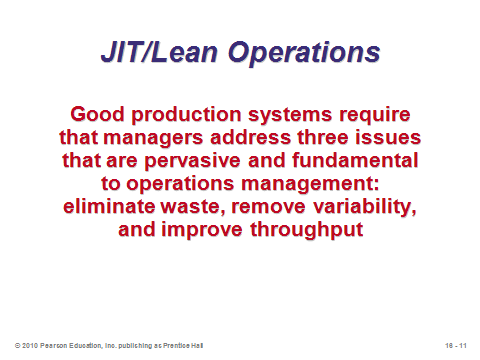 JIT/Lean Operations
Good production systems require
that managers address three issues
that are pervasive and fundamental
to operations management:
eliminate waste, remove variability,
and improve throughput
© 2010 Pearson Education, Inc. publishing as Prentice Hall
16 - 11